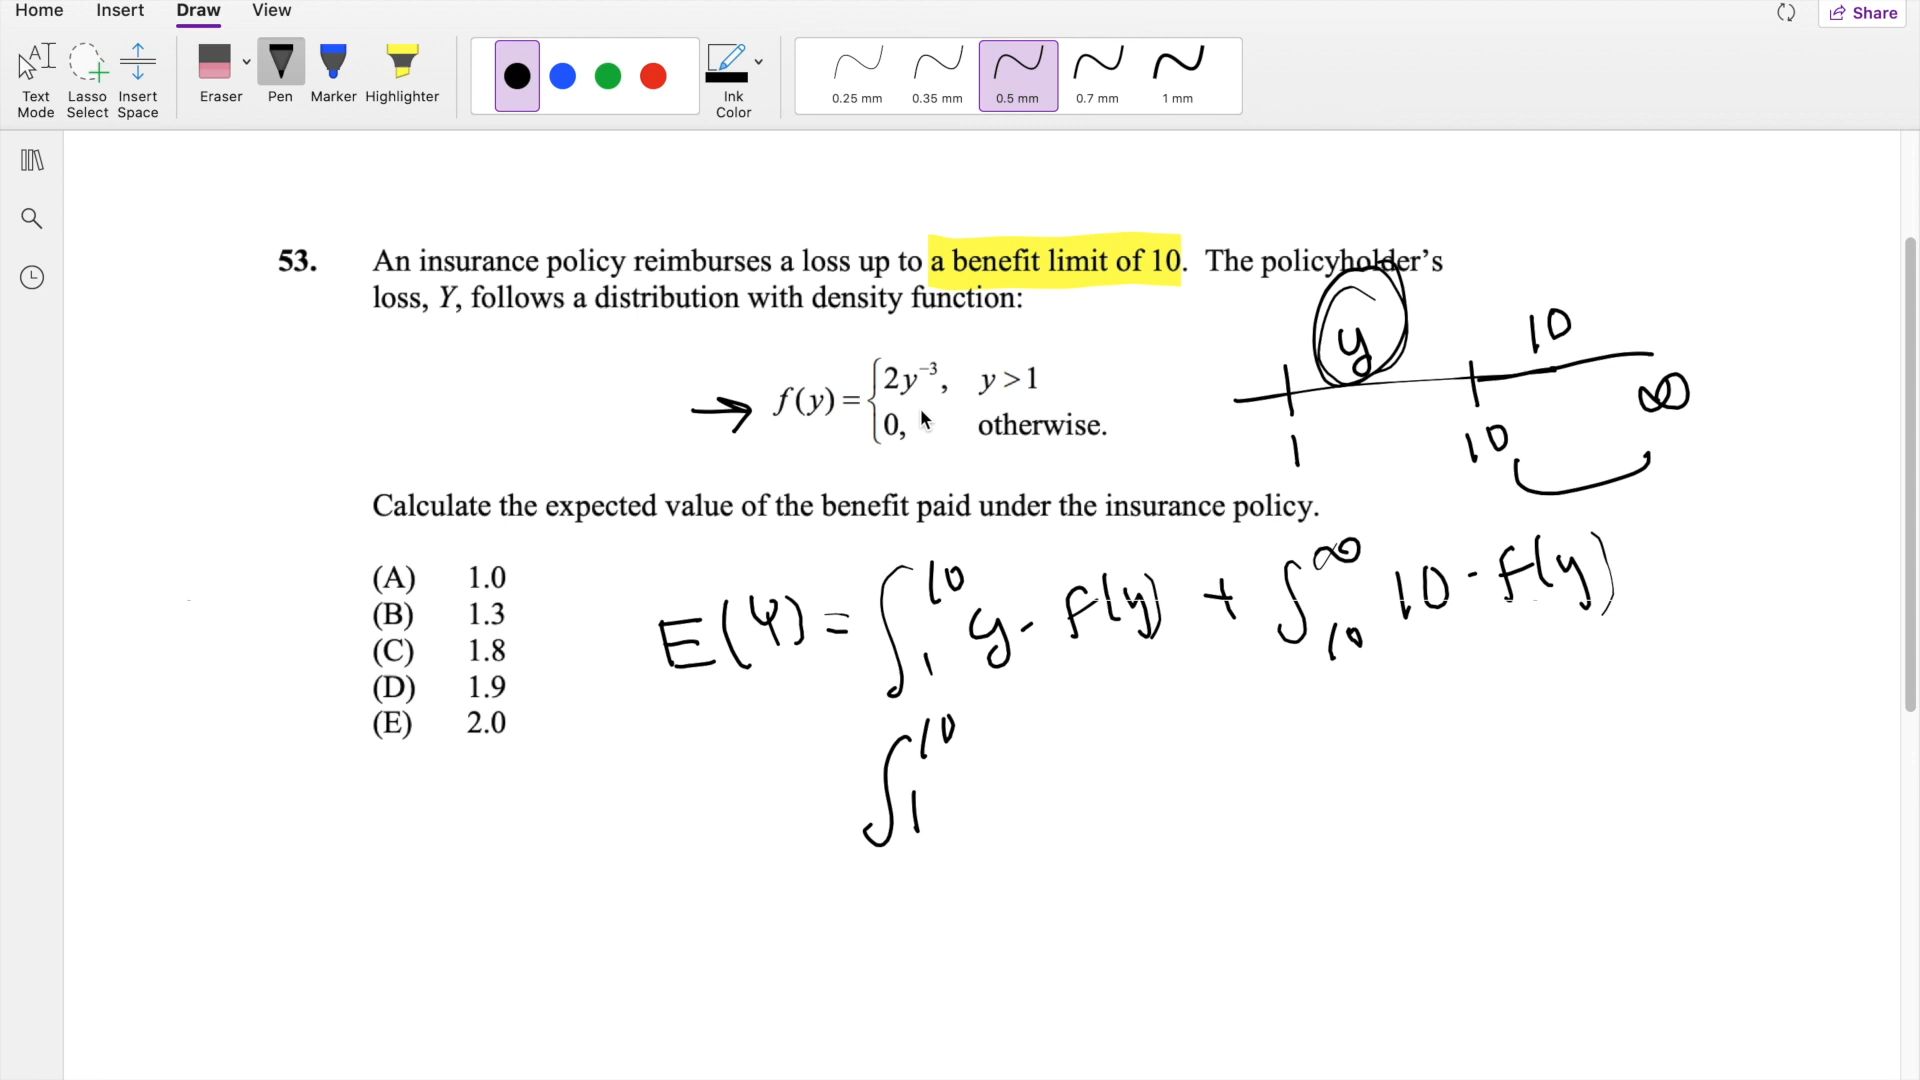 Home Insert Draw View Share
Text Mode Lasso Select Insert Space Eraser Pen Marker Highlighter Ink Color 0.25 mm 0.35 mm 0.5 mm 0.7 mm 1 mm
53. An insurance policy reimburses a loss up to a benefit limit of 10. The policyholder's
loss, Y, follows a distribution with density function:
y 10
→ f(y) = { 2y⁻³, y > 1
0, otherwise.
1 10 ∞
Calculate the expected value of the benefit paid under the insurance policy.
(A) 1.0
(B) 1.3
(C) 1.8
(D) 1.9
(E) 2.0
E(Y) = ∫₁¹⁰ y · f(y) + ∫₁₀^∞ 10 · f(y)
∫₁¹⁰